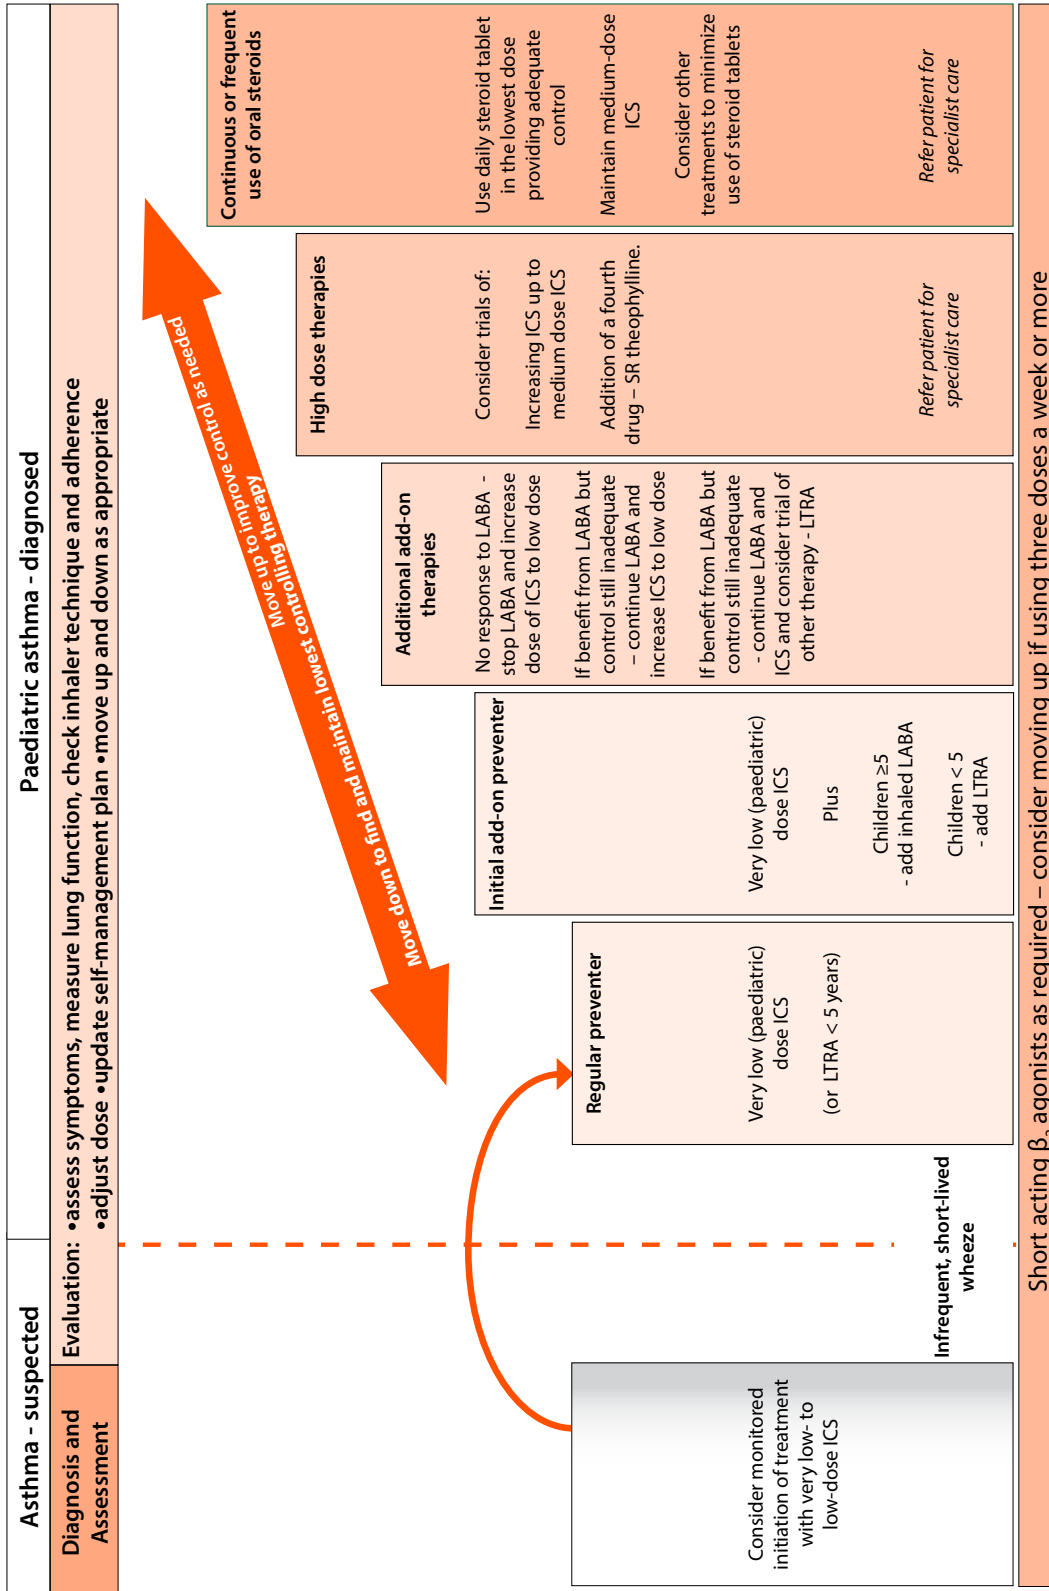 Asthma - suspected
Paediatric asthma - diagnosed
Diagnosis and
Assessment
Evaluation: •assess symptoms, measure lung function, check inhaler technique and adherence
•adjust dose •update self-management plan •move up and down as appropriate
Move up to improve control as needed
Move down to find and maintain lowest controlling therapy
Consider monitored
initiation of treatment
with very low- to
low-dose ICS
Infrequent, short-lived
wheeze
Regular preventer
Very low (paediatric)
dose ICS
(or LTRA < 5 years)
Initial add-on preventer
Very low (paediatric)
dose ICS
Plus
Children ≥5
- add inhaled LABA
Children < 5
- add LTRA
Additional add-on
therapies
No response to LABA -
stop LABA and increase
dose of ICS to low dose
If benefit from LABA but
control still inadequate
– continue LABA and
increase ICS to low dose
If benefit from LABA but
control still inadequate
- continue LABA and
ICS and consider trial of
other therapy - LTRA
High dose therapies
Consider trials of:
Increasing ICS up to
medium dose ICS
Addition of a fourth
drug – SR theophylline.
Refer patient for
specialist care
Continuous or frequent
use of oral steroids
Use daily steroid tablet
in the lowest dose
providing adequate
control
Maintain medium-dose
ICS
Consider other
treatments to minimize
use of steroid tablets
Refer patient for
specialist care
Short acting β₂ agonists as required – consider moving up if using three doses a week or more